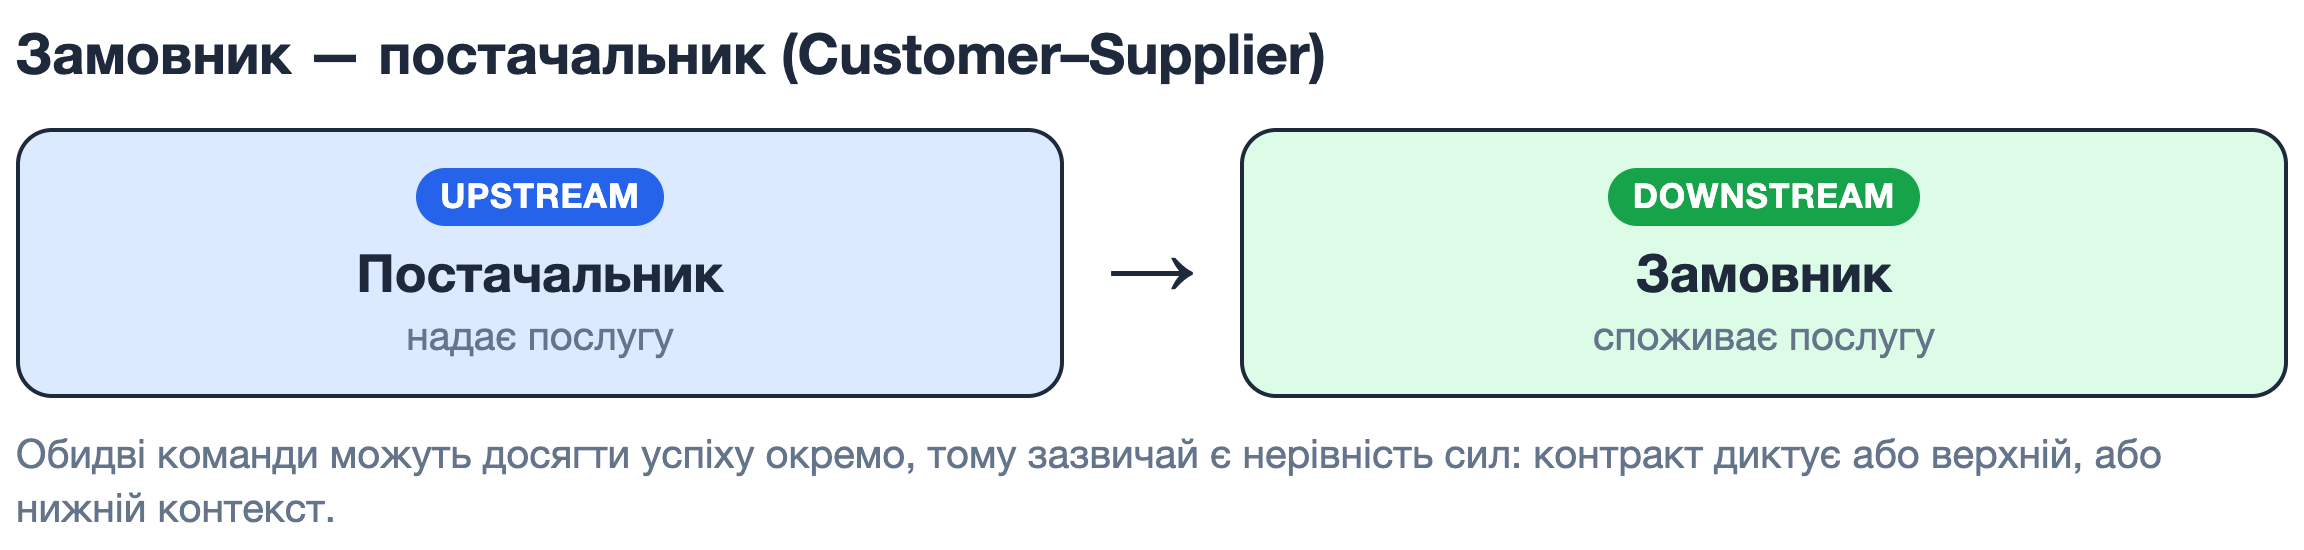 Замовник — постачальник (Customer–Supplier)
UPSTREAM
Постачальник
надає послугу
→
DOWNSTREAM
Замовник
споживає послугу
Обидві команди можуть досягти успіху окремо, тому зазвичай є нерівність сил: контракт диктує або верхній, або
нижній контекст.